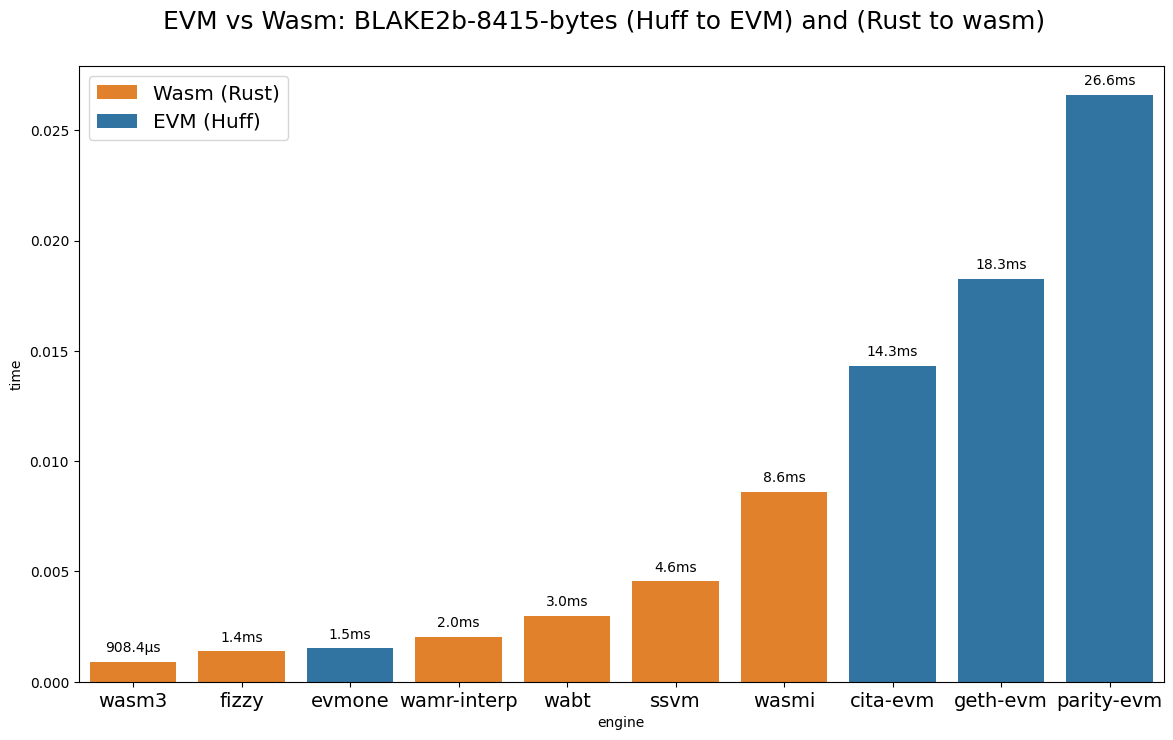 EVM vs Wasm: BLAKE2b-8415-bytes (Huff to EVM) and (Rust to wasm)
Wasm (Rust)
EVM (Huff)
26.6ms
18.3ms
14.3ms
8.6ms
4.6ms
3.0ms
2.0ms
1.5ms
1.4ms
908.4µs
0.025
0.020
0.015
0.010
0.005
0.000
time
wasm3 fizzy evmone wamr-interp wabt ssvm wasmi cita-evm geth-evm parity-evm
engine